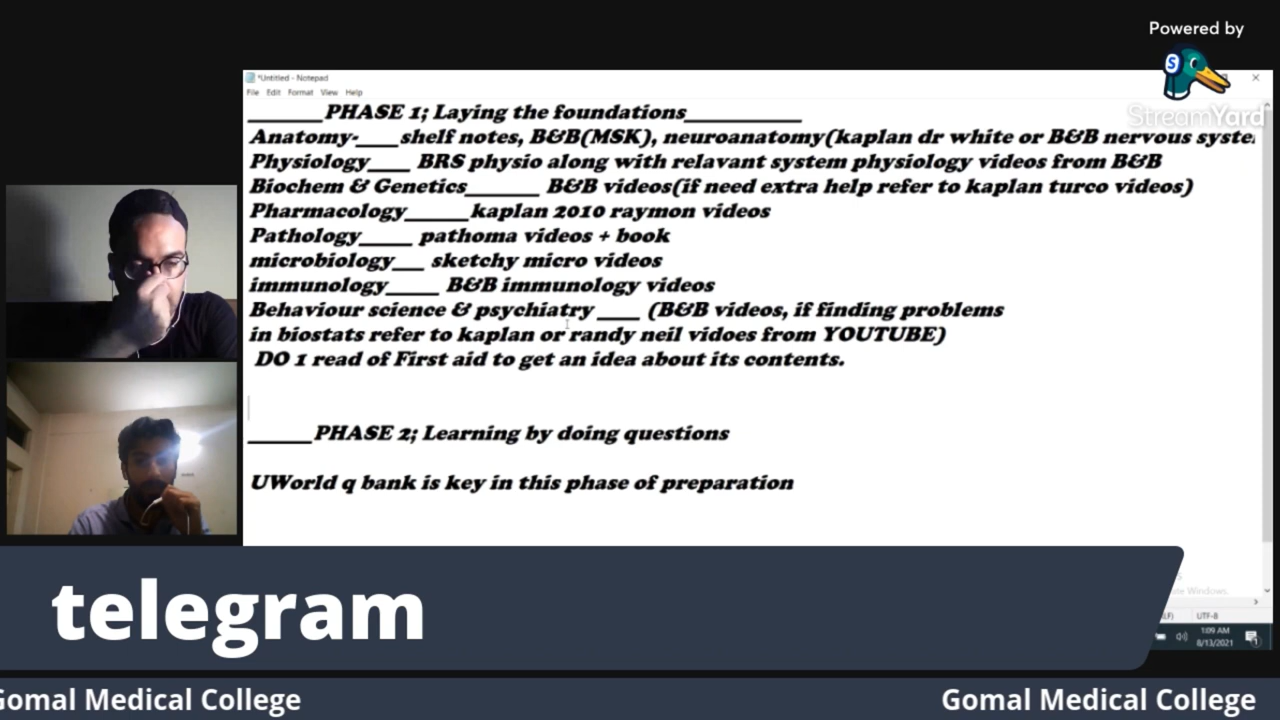 Powered by
StreamYard
*Untitled - Notepad
File Edit Format View Help
______PHASE 1; Laying the foundations__________
Anatomy-____shelf notes, B&B(MSK), neuroanatomy(kaplan dr white or B&B nervous syste
Physiology____ BRS physio along with relavant system physiology videos from B&B
Biochem & Genetics_______ B&B videos(if need extra help refer to kaplan turco videos)
Pharmacology______kaplan 2010 raymon videos
Pathology_____ pathoma videos + book
microbiology___ sketchy micro videos
immunology_____ B&B immunology videos
Behaviour science & psychiatry ____ (B&B videos, if finding problems
in biostats refer to kaplan or randy neil vidoes from YOUTUBE)
DO 1 read of First aid to get an idea about its contents.
______PHASE 2; Learning by doing questions
UWorld q bank is key in this phase of preparation
Windows.
UTF-8
1:09 AM
8/13/2021
telegram
Gomal Medical College
Gomal Medical College